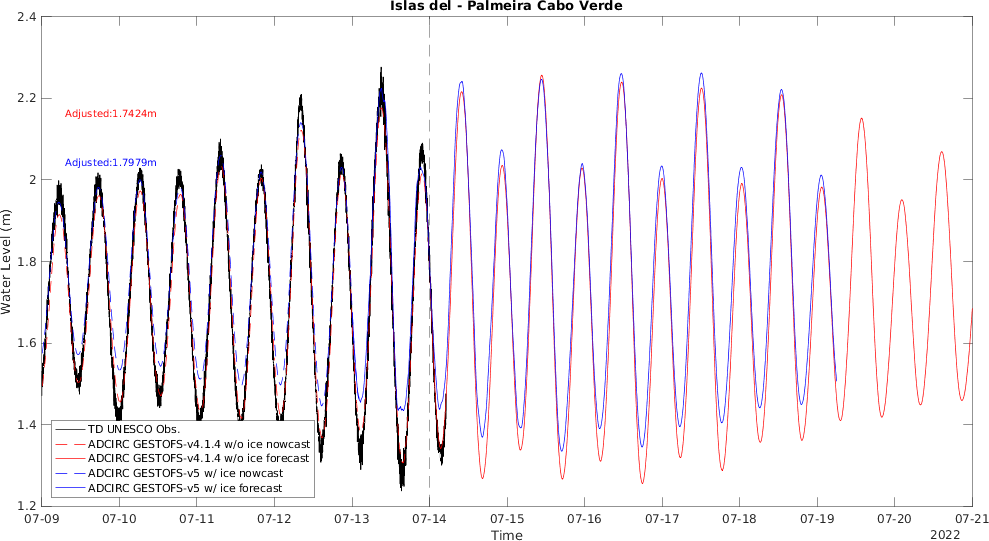 Islas del - Palmeira Cabo Verde
2.4
2.2
2
1.8
1.6
1.4
1.2
Water Level (m)
Adjusted:1.7424m
Adjusted:1.7979m
TD UNESCO Obs.
ADCIRC GESTOFS-v4.1.4 w/o ice nowcast
ADCIRC GESTOFS-v4.1.4 w/o ice forecast
ADCIRC GESTOFS-v5 w/ ice nowcast
ADCIRC GESTOFS-v5 w/ ice forecast
07-09 07-10 07-11 07-12 07-13 07-14 07-15 07-16 07-17 07-18 07-19 07-20 07-21
Time
2022